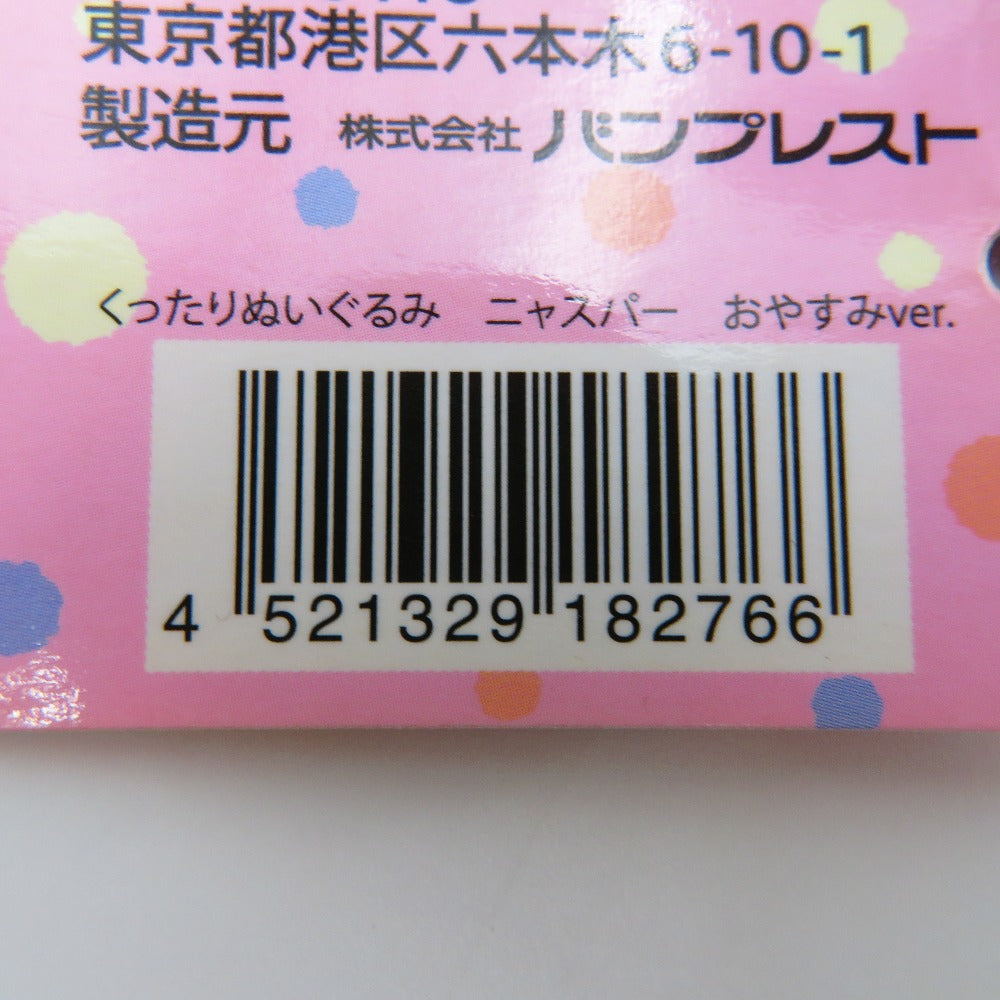 東京都港区六本木6-10-1
製造元 株式会社 バンプレスト
くったりぬいぐるみ ニャスパー おやすみver.
4 521329 182766